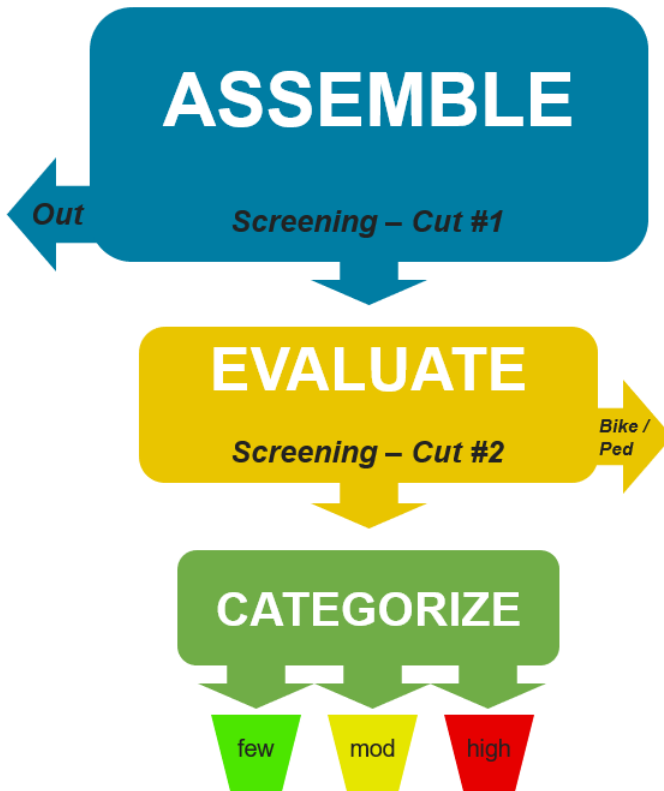 ASSEMBLE
Out
Screening – Cut #1
EVALUATE
Bike /
Ped
Screening – Cut #2
CATEGORIZE
few
mod
high